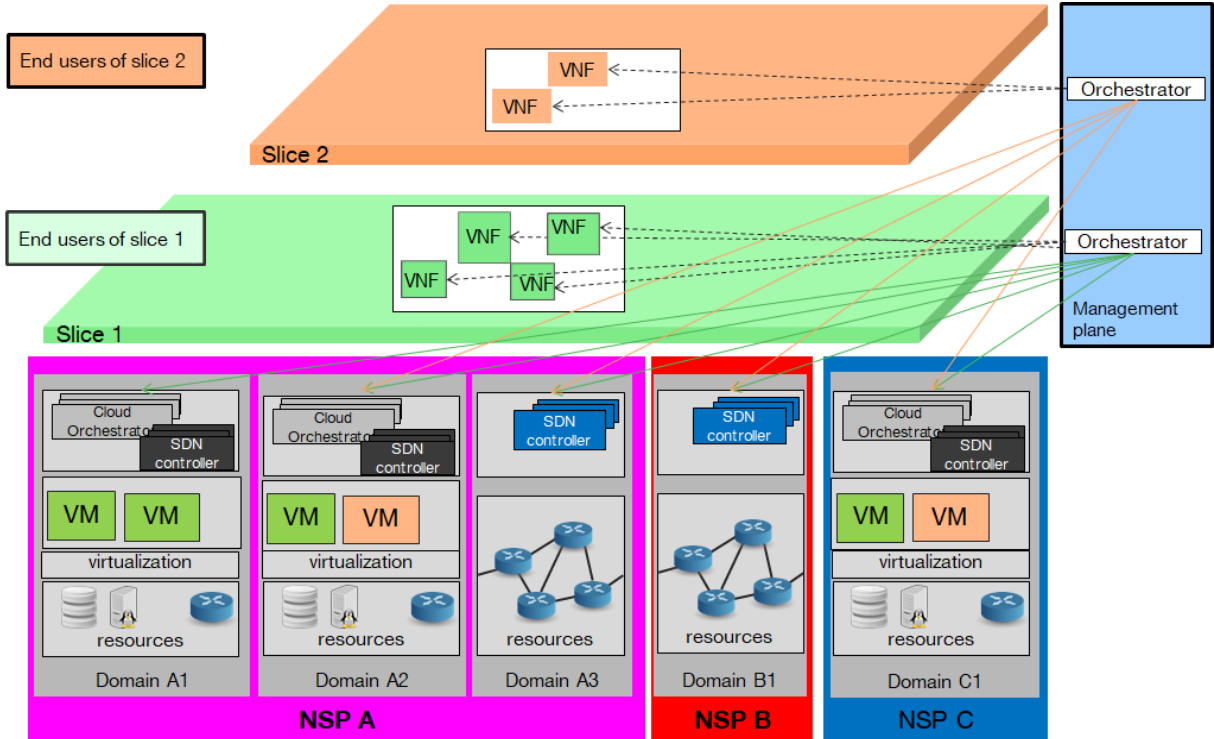 End users of slice 2
VNF
VNF
Slice 2
Orchestrator
End users of slice 1
VNF
VNF
VNF
VNF
Slice 1
Orchestrator
Management
plane
Cloud
Orchestrator
SDN
controller
VM
VM
virtualization
resources
Domain A1
Cloud
Orchestrator
SDN
controller
VM
VM
virtualization
resources
Domain A2
SDN
controller
resources
Domain A3
NSP A
SDN
controller
resources
Domain B1
NSP B
Cloud
Orchestrator
SDN
controller
VM
VM
virtualization
resources
Domain C1
NSP C